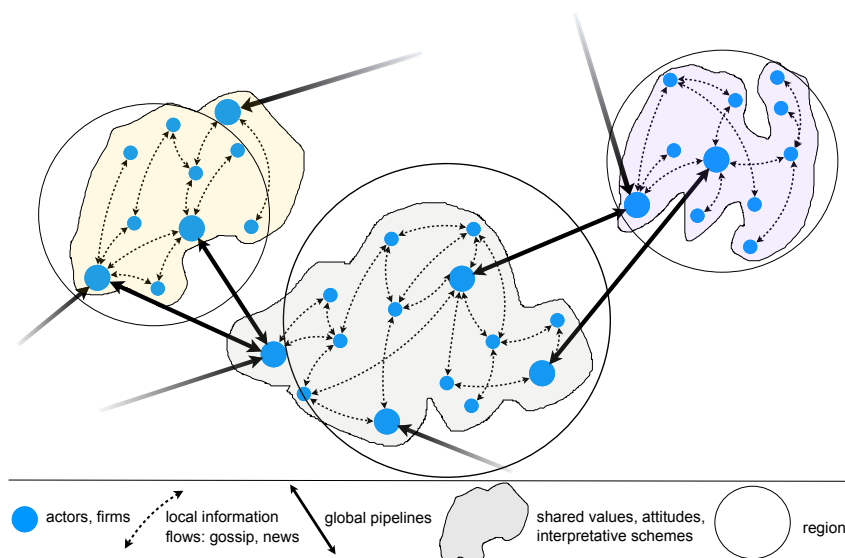 actors, firms
local information
flows: gossip, news
global pipelines
shared values, attitudes,
interpretative schemes
region